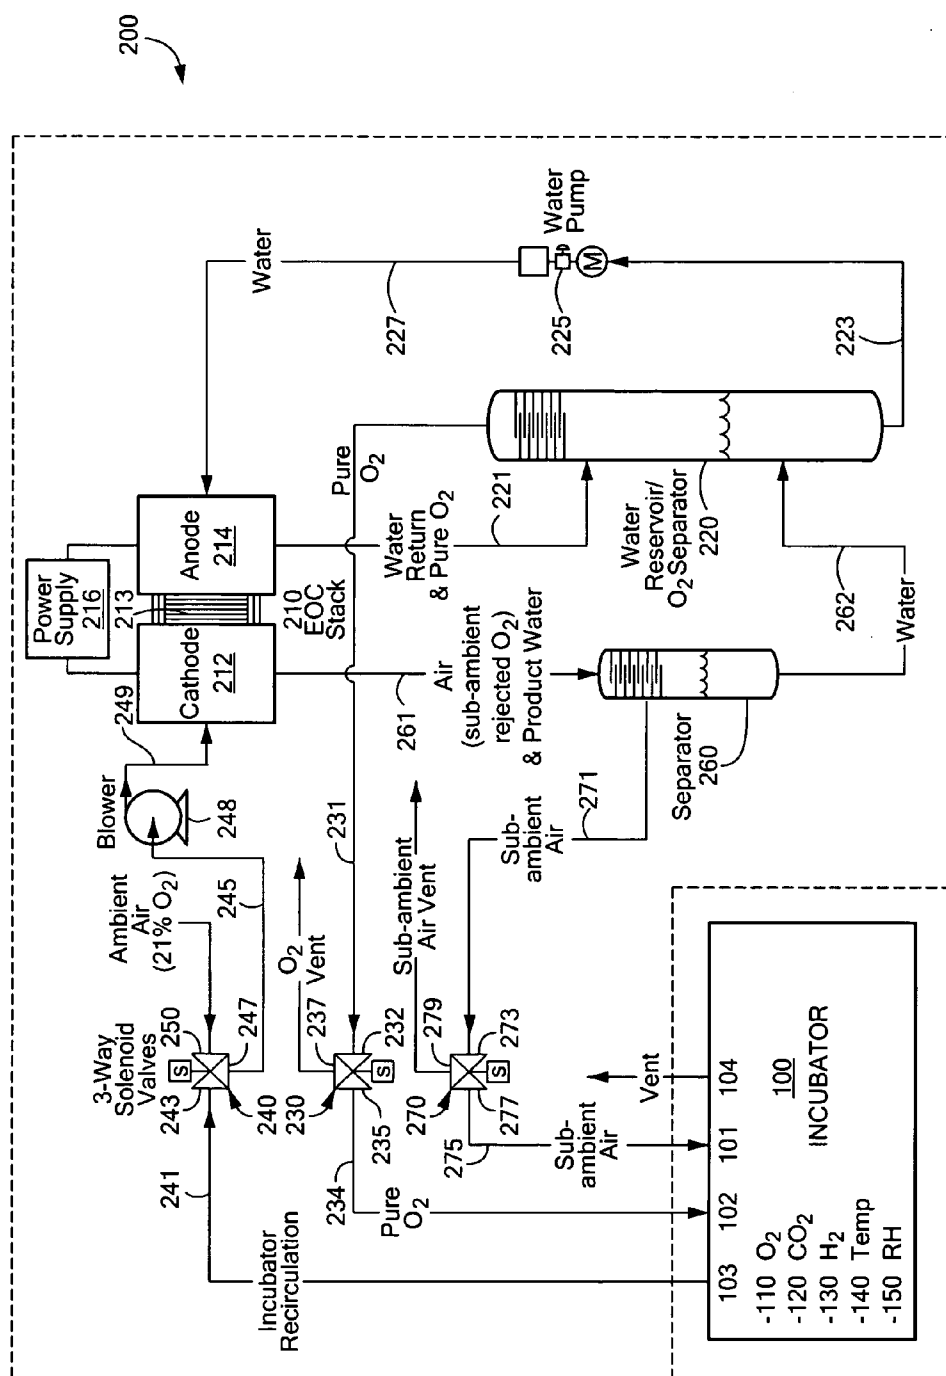 200
Power
Supply
216
213
Cathode
212
Anode
214
210
EOC
Stack
249
Blower
248
245
Ambient
Air
(21% O2)
3-Way
Solenoid
Valves
250
S
243
247
240
241
Incubator
Recirculation
O2
Vent
237
230
232
S
235
234
Pure
O2
231
Pure
O2
Water
227
Water
Pump
225
M
223
Water
Return
& Pure O2
221
Water
Reservoir/
O2 Separator
220
262
Water
Air
(sub-ambient
rejected O2)
& Product Water
261
Separator
260
271
Sub-
ambient
Air
Sub-ambient
Air Vent
279
270
273
S
277
275
Sub-
ambient
Air
Vent
103
102
101
104
100
INCUBATOR
-110 O2
-120 CO2
-130 H2
-140 Temp
-150 RH